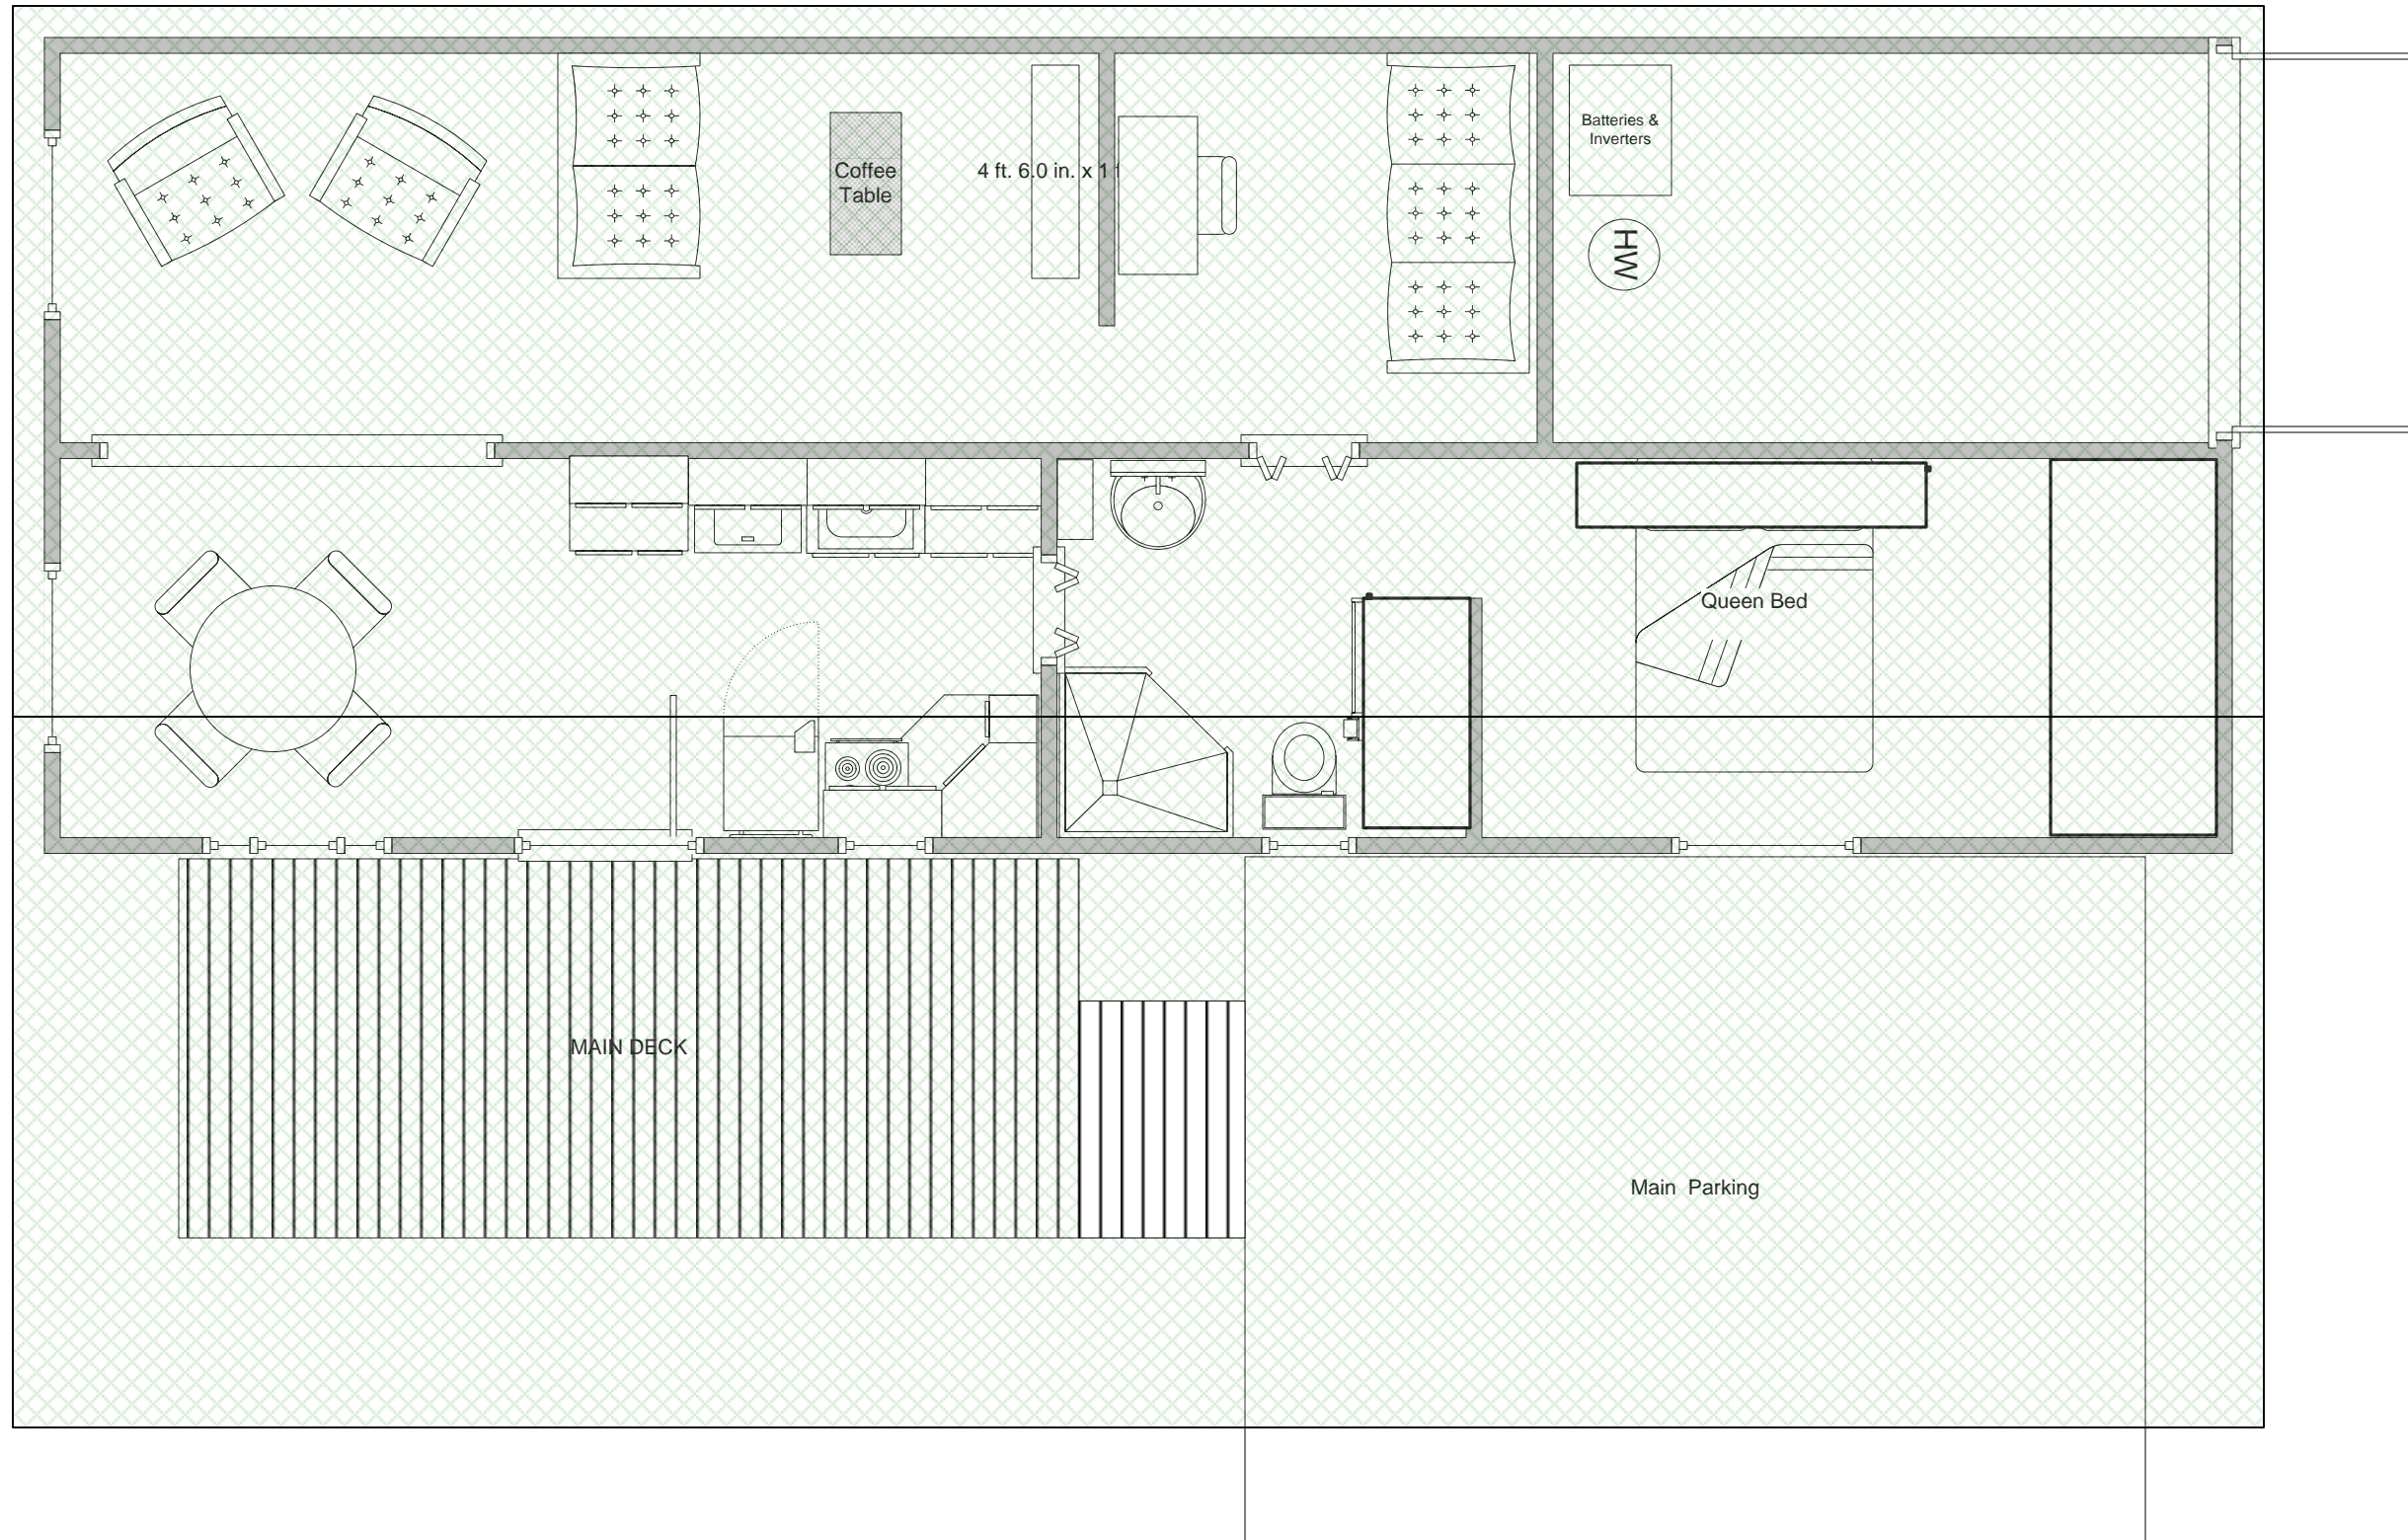 Coffee
Table
4 ft. 6.0 in. x 1 f
Batteries &
Inverters
HW
Queen Bed
MAIN DECK
Main Parking